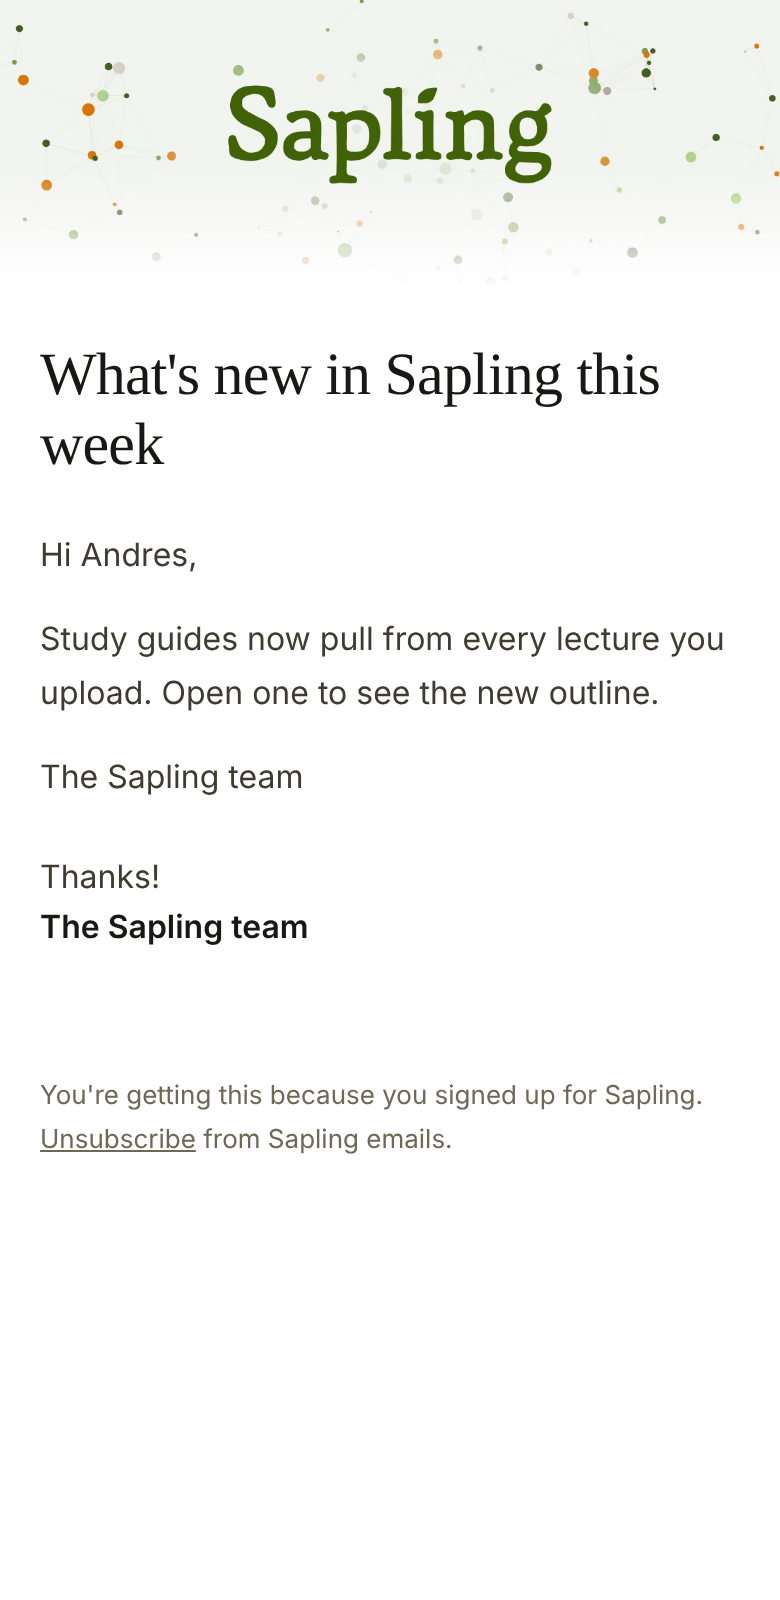 Sapling
What's new in Sapling this
week
Hi Andres,
Study guides now pull from every lecture you
upload. Open one to see the new outline.
The Sapling team
Thanks!
The Sapling team
You're getting this because you signed up for Sapling.
Unsubscribe from Sapling emails.